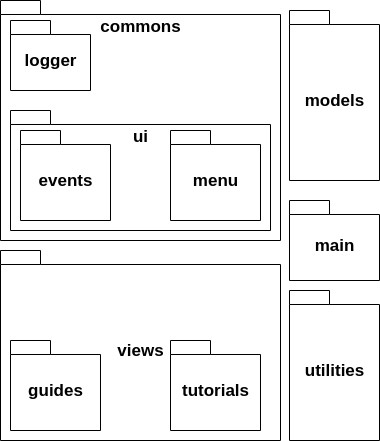 commons
logger
models
ui
events
menu
main
views
guides
tutorials
utilities